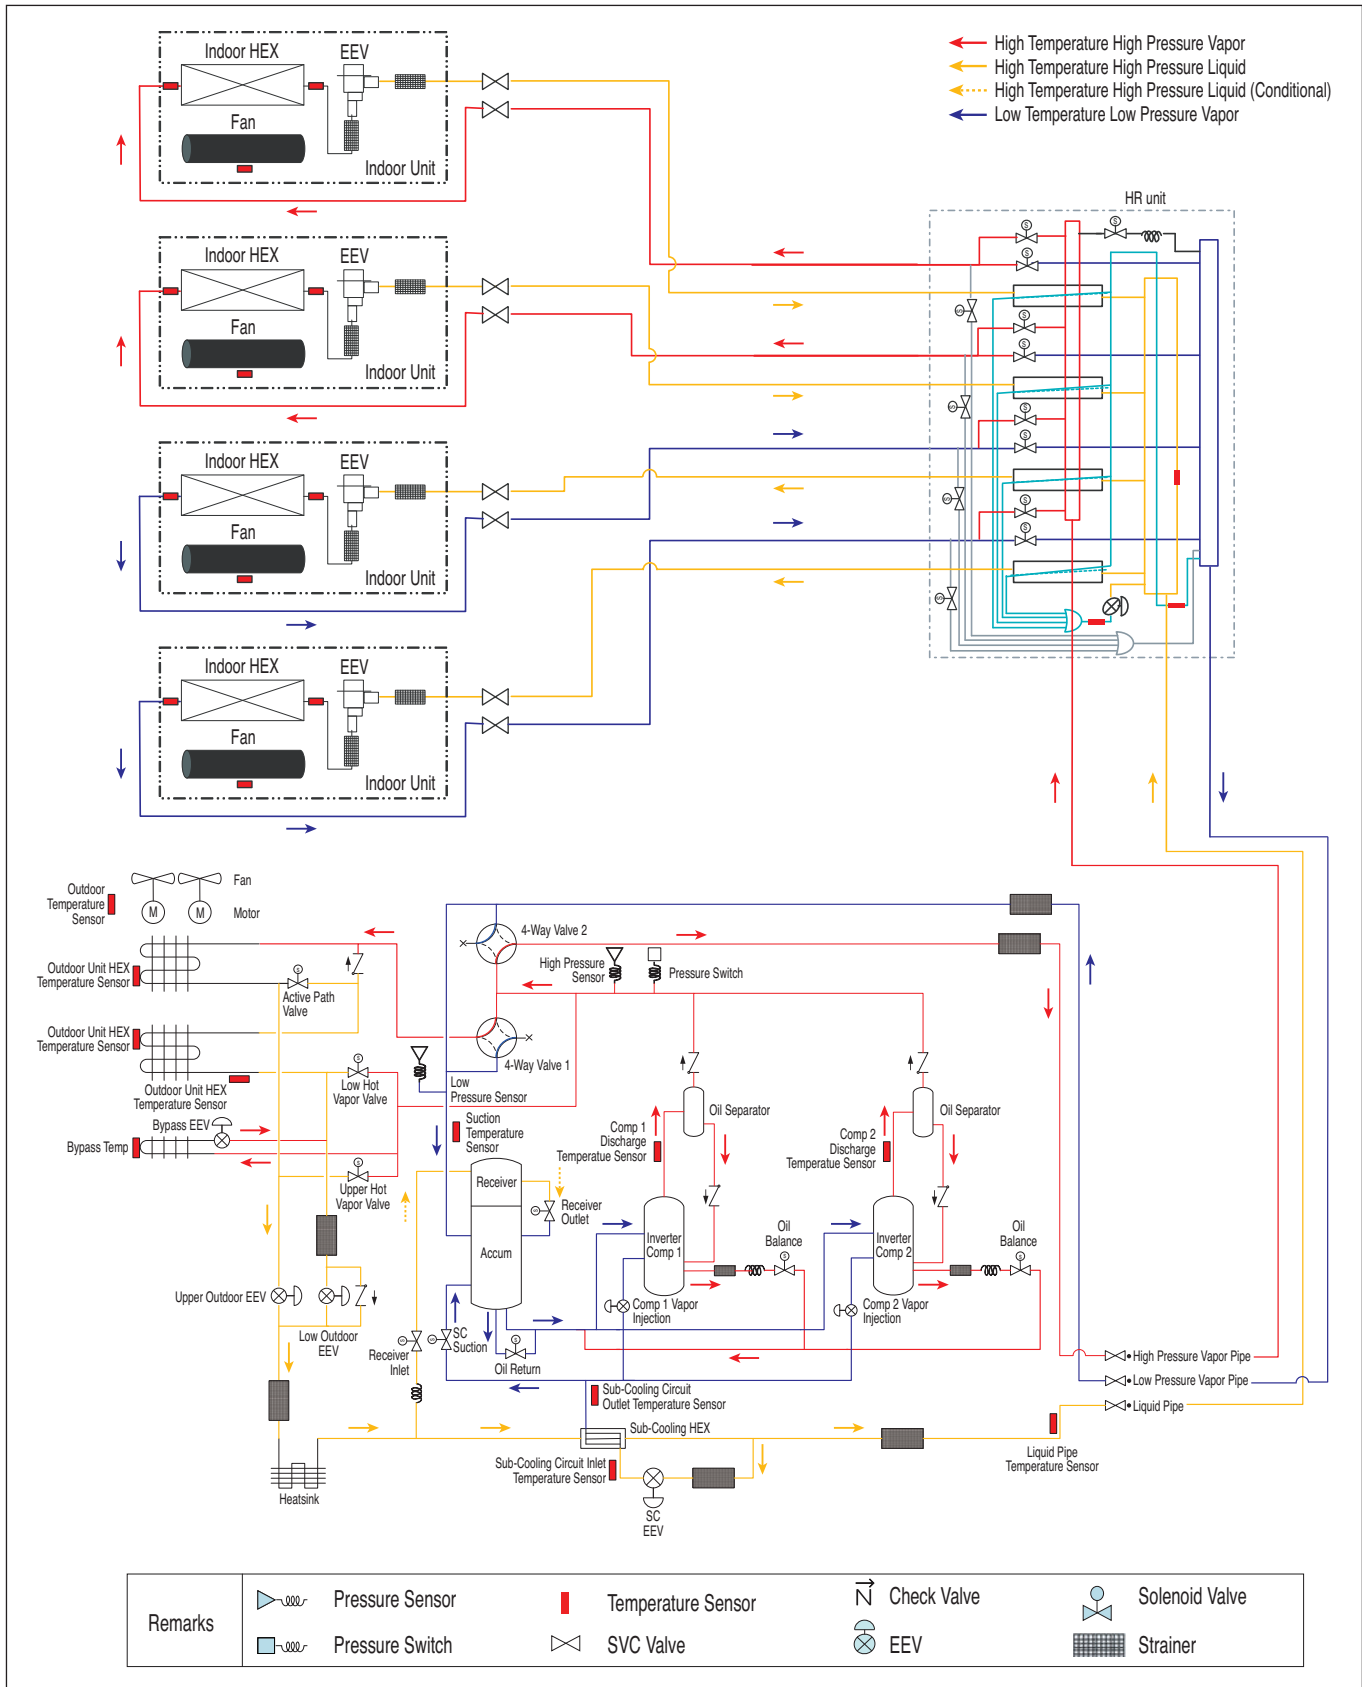 High Temperature High Pressure Vapor
High Temperature High Pressure Liquid
High Temperature High Pressure Liquid (Conditional)
Low Temperature Low Pressure Vapor
Indoor HEX
EEV
Fan
Indoor Unit
Indoor HEX
EEV
Fan
Indoor Unit
Indoor HEX
EEV
Fan
Indoor Unit
Indoor HEX
EEV
Fan
Indoor Unit
HR unit
S
S
S
S
S
S
S
S
S
S
S
S
S
Outdoor
Temperature
Sensor
Fan
M
M
Motor
Outdoor Unit HEX
Temperature Sensor
S
Active Path
Valve
Outdoor Unit HEX
Temperature Sensor
Outdoor Unit HEX
Temperature Sensor
S
Low Hot
Vapor Valve
Bypass EEV
Bypass Temp
S
Upper Hot
Vapor Valve
Upper Outdoor EEV
Low Outdoor
EEV
Heatsink
4-Way Valve 2
High Pressure
Sensor
Pressure Switch
4-Way Valve 1
Low
Pressure Sensor
Suction
Temperature
Sensor
Receiver
Accum
S
Receiver
Outlet
S
Receiver
Inlet
S
SC
Suction
S
Oil Return
Oil Separator
Comp 1
Discharge
Temperatue Sensor
Inverter
Comp 1
Oil
Balance
S
Comp 1 Vapor
Injection
Oil Separator
Comp 2
Discharge
Temperatue Sensor
Inverter
Comp 2
Oil
Balance
S
Comp 2 Vapor
Injection
Sub-Cooling Circuit
Outlet Temperature Sensor
Sub-Cooling HEX
Sub-Cooling Circuit Inlet
Temperature Sensor
SC
EEV
High Pressure Vapor Pipe
Low Pressure Vapor Pipe
Liquid Pipe
Liquid Pipe
Temperature Sensor
Remarks
Pressure Sensor
Temperature Sensor
Check Valve
Solenoid Valve
Pressure Switch
SVC Valve
EEV
Strainer